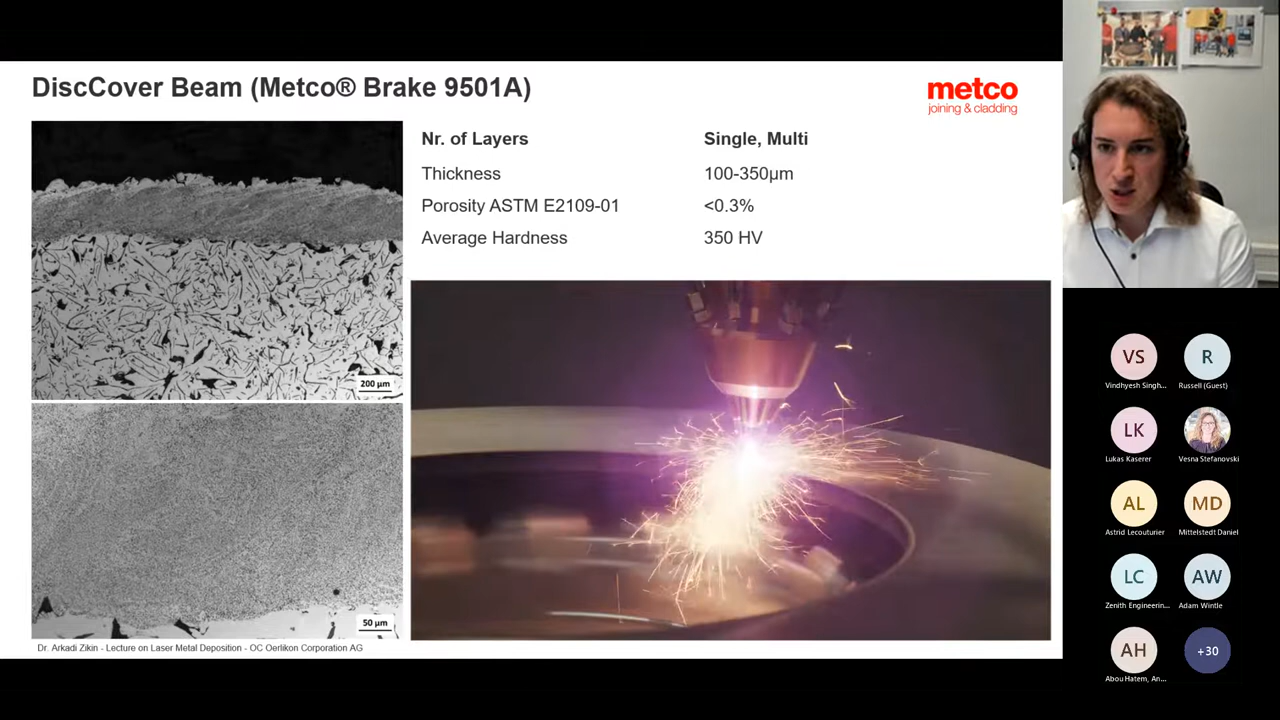 DiscCover Beam (Metco® Brake 9501A)
metco
joining & cladding
Nr. of Layers Single, Multi
Thickness 100-350µm
Porosity ASTM E2109-01 <0.3%
Average Hardness 350 HV
200 µm
50 µm
Dr. Arkadi Zikin - Lecture on Laser Metal Deposition - OC Oerlikon Corporation AG
VS R
Vindhyesh Singh... Russell (Guest)
LK
Lukas Kaserer Vesna Stefanovski
AL MD
Astrid Lecouturier Mittelstedt Daniel
LC AW
Zenith Engineerin... Adam Wintle
AH +30
Abou Hatem, An...